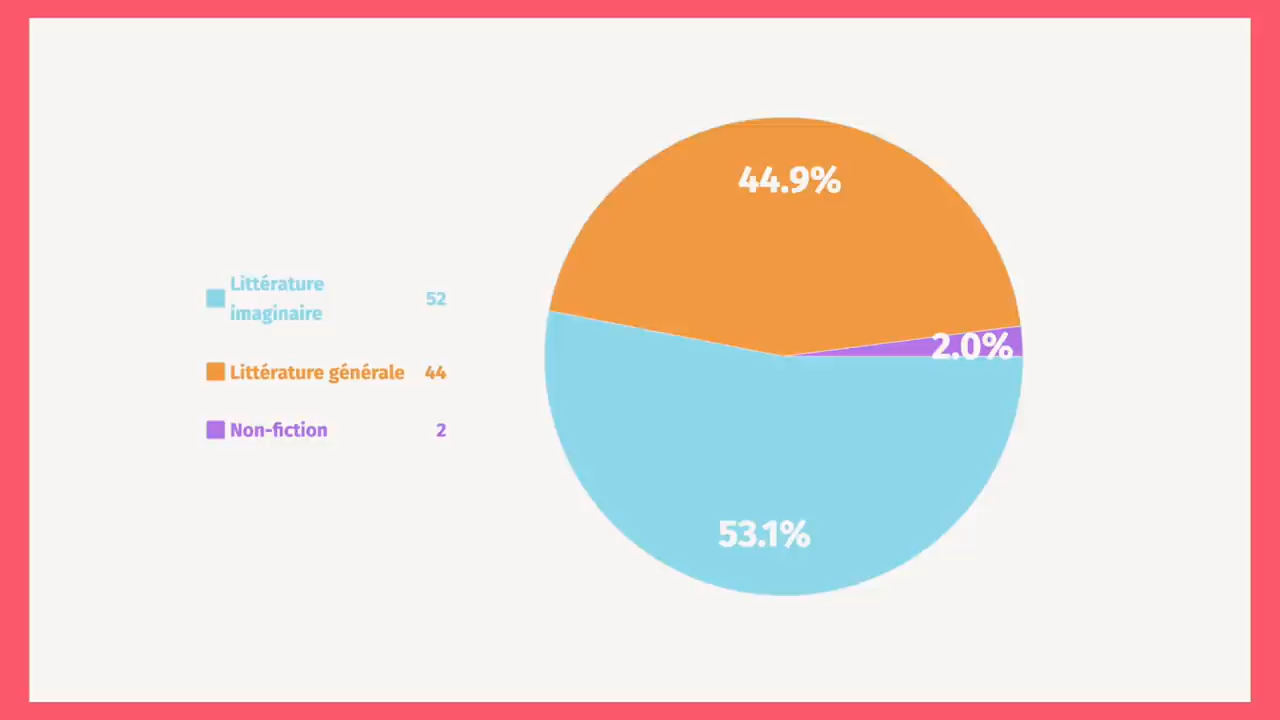 Littérature
imaginaire
52
Littérature générale 44
Non-fiction 2
44.9%
2.0%
53.1%